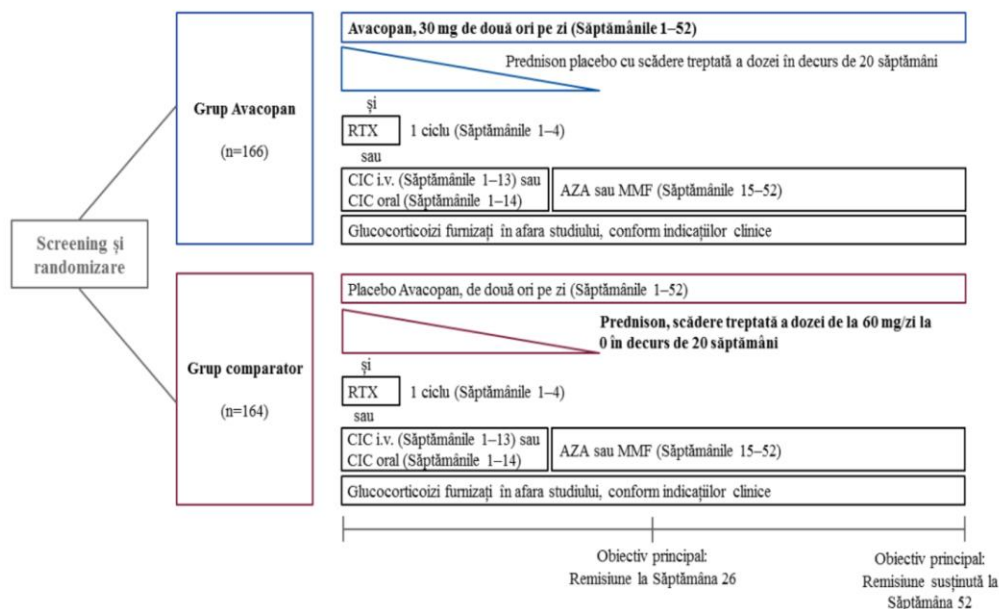 Screening și
randomizare
Grup Avacopan
(n=166)
Avacopan, 30 mg de două ori pe zi (Săptămânile 1–52)
Prednison placebo cu scădere treptată a dozei în decurs de 20 săptămâni
și
RTX
1 ciclu (Săptămânile 1–4)
sau
CIC i.v. (Săptămânile 1–13) sau
CIC oral (Săptămânile 1–14)
AZA sau MMF (Săptămânile 15–52)
Glucocorticoizi furnizați în afara studiului, conform indicațiilor clinice
Grup comparator
(n=164)
Placebo Avacopan, de două ori pe zi (Săptămânile 1–52)
Prednison, scădere treptată a dozei de la 60 mg/zi la
0 în decurs de 20 săptămâni
și
RTX
1 ciclu (Săptămânile 1–4)
sau
CIC i.v. (Săptămânile 1–13) sau
CIC oral (Săptămânile 1–14)
AZA sau MMF (Săptămânile 15–52)
Glucocorticoizi furnizați în afara studiului, conform indicațiilor clinice
Obiectiv principal:
Remisiune la Săptămâna 26
Obiectiv principal:
Remisiune susținută la
Săptămâna 52